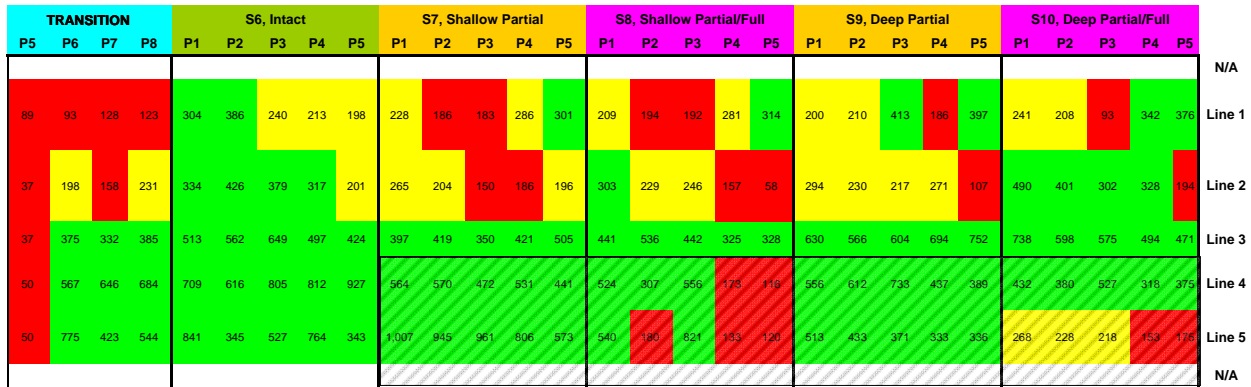 TRANSITION S6, Intact S7, Shallow Partial S8, Shallow Partial/Full S9, Deep Partial S10, Deep Partial/Full
P5 P6 P7 P8 P1 P2 P3 P4 P5 P1 P2 P3 P4 P5 P1 P2 P3 P4 P5 P1 P2 P3 P4 P5 P1 P2 P3 P4 P5
N/A
89 93 128 123 304 386 240 213 198 228 186 183 286 301 209 194 192 281 314 200 210 413 186 397 241 208 93 342 376 Line 1
37 198 158 231 334 426 379 317 201 265 204 150 186 196 303 229 246 157 58 294 230 217 271 107 490 401 302 328 194 Line 2
37 375 332 385 513 562 649 497 424 397 419 350 421 505 441 536 442 325 328 630 566 604 694 752 738 598 575 494 471 Line 3
50 567 646 684 709 616 805 812 927 564 570 472 531 441 524 307 556 173 116 556 612 733 437 389 432 380 527 318 375 Line 4
50 775 423 544 841 345 527 764 343 1,007 945 961 806 573 540 180 821 133 120 513 433 371 333 336 268 228 218 153 175 Line 5
N/A